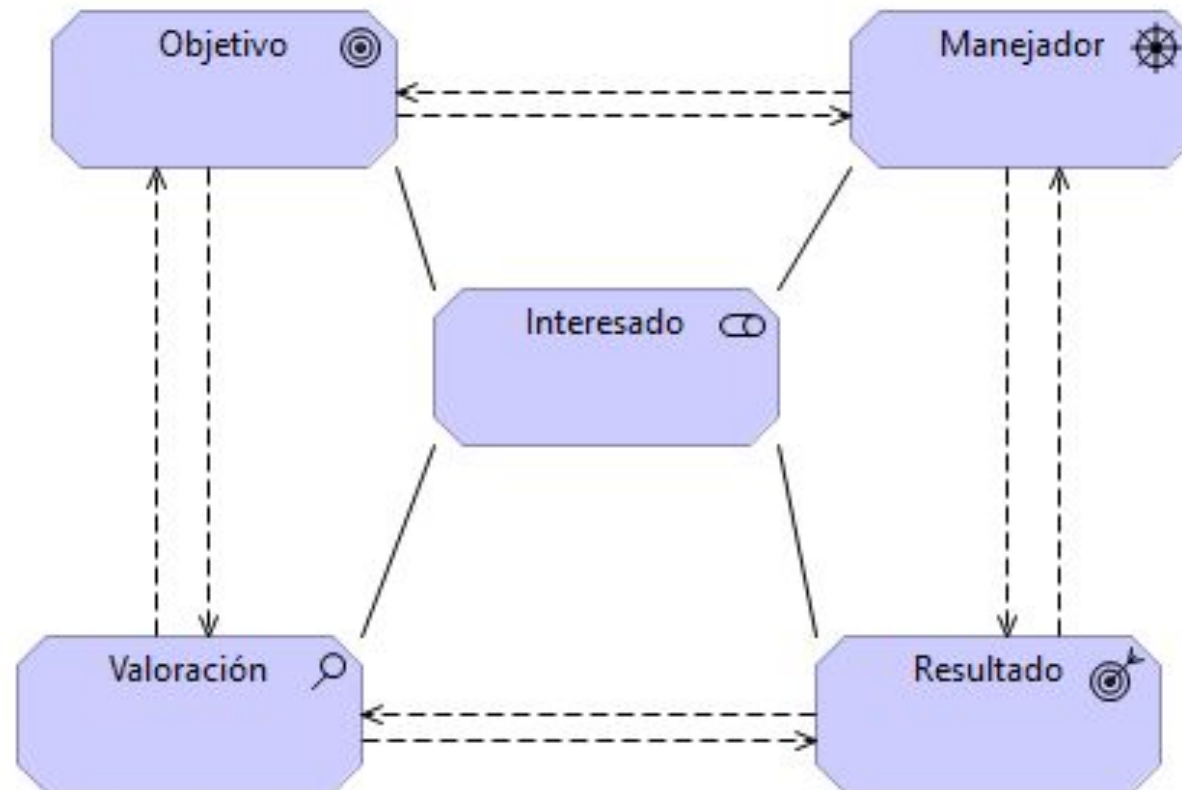 Objetivo
Manejador
Interesado
Valoración
Resultado